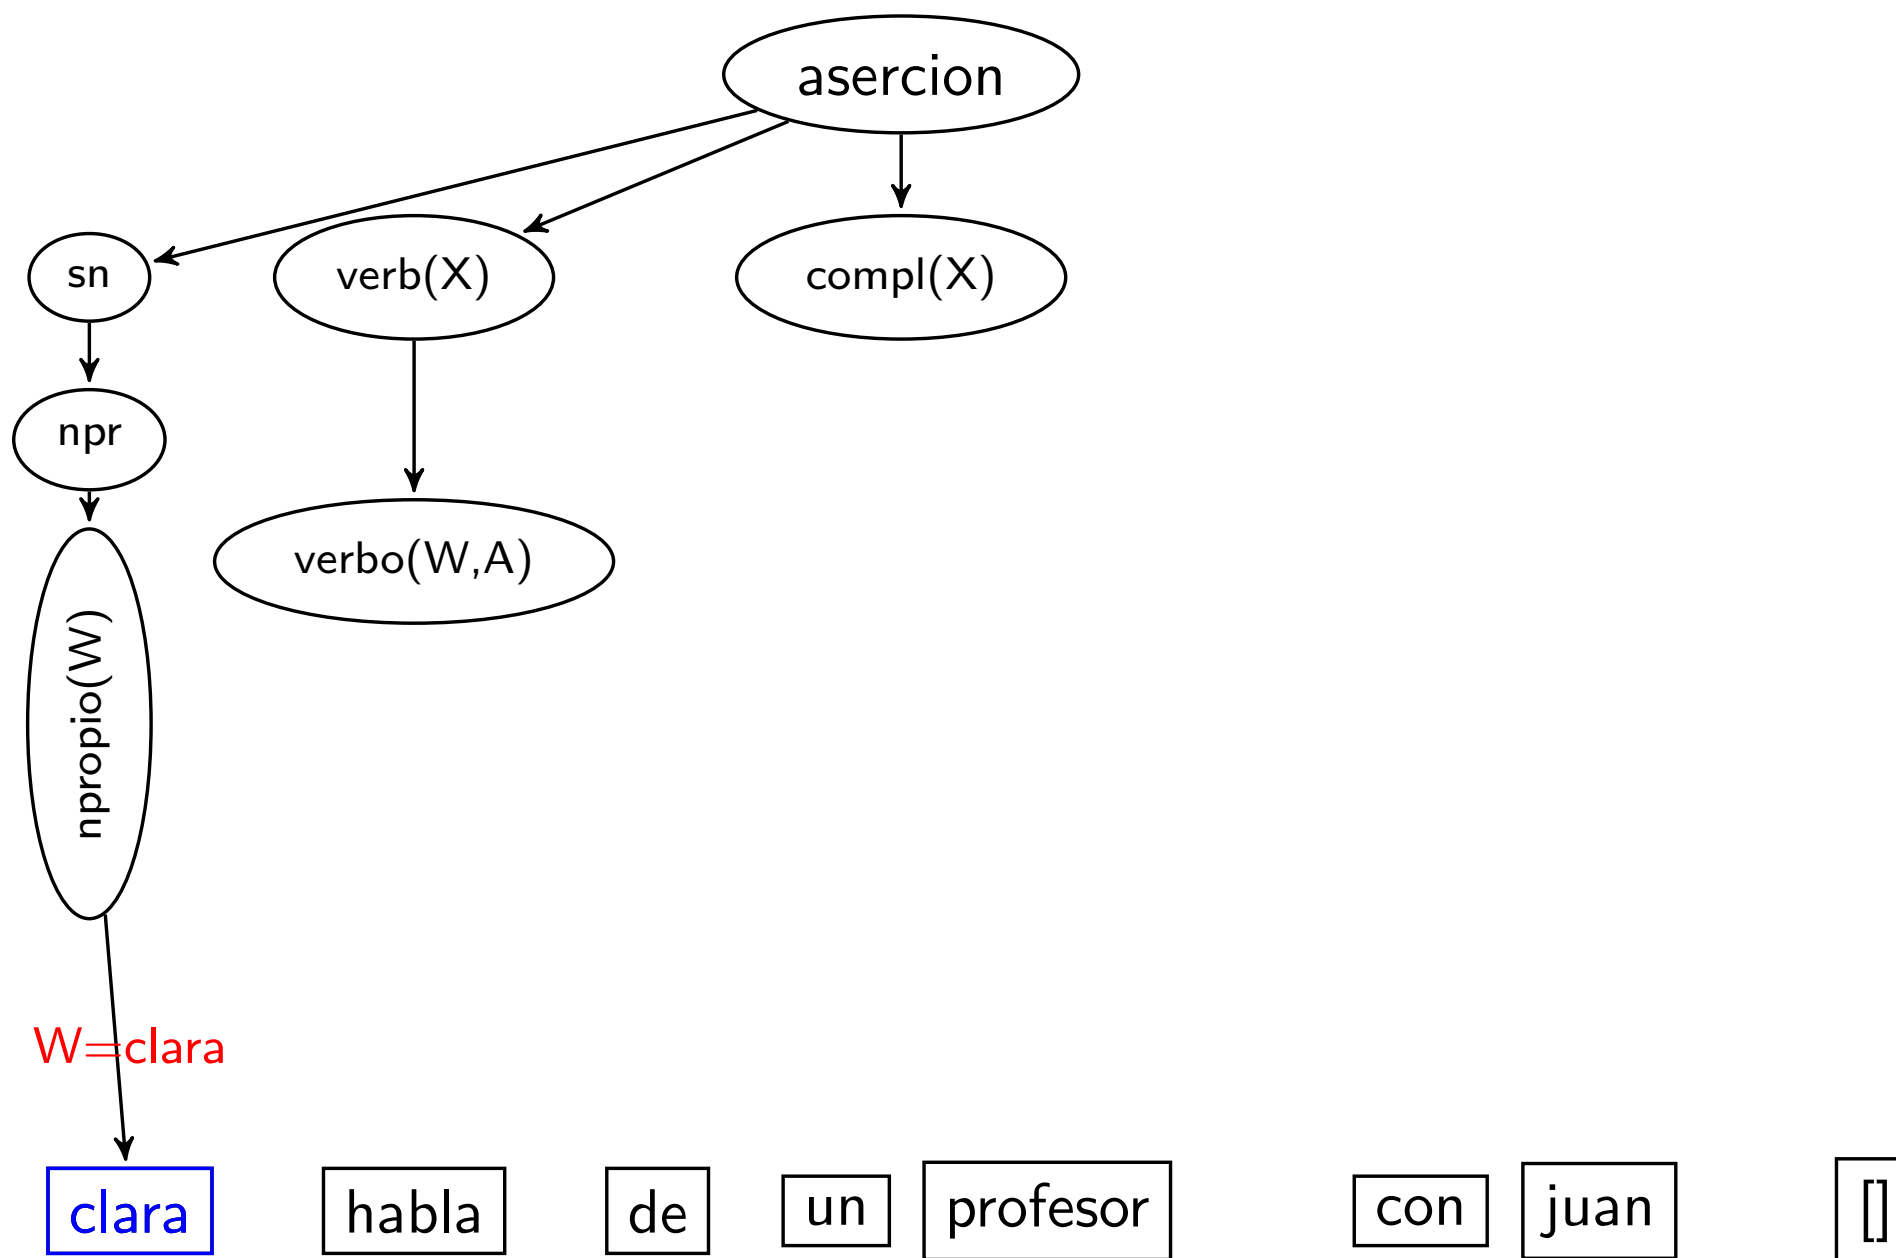 asercion
sn verb(X) compl(X)
npr
verbo(W,A)
npropio(W)
W=clara
clara habla de un profesor con juan []